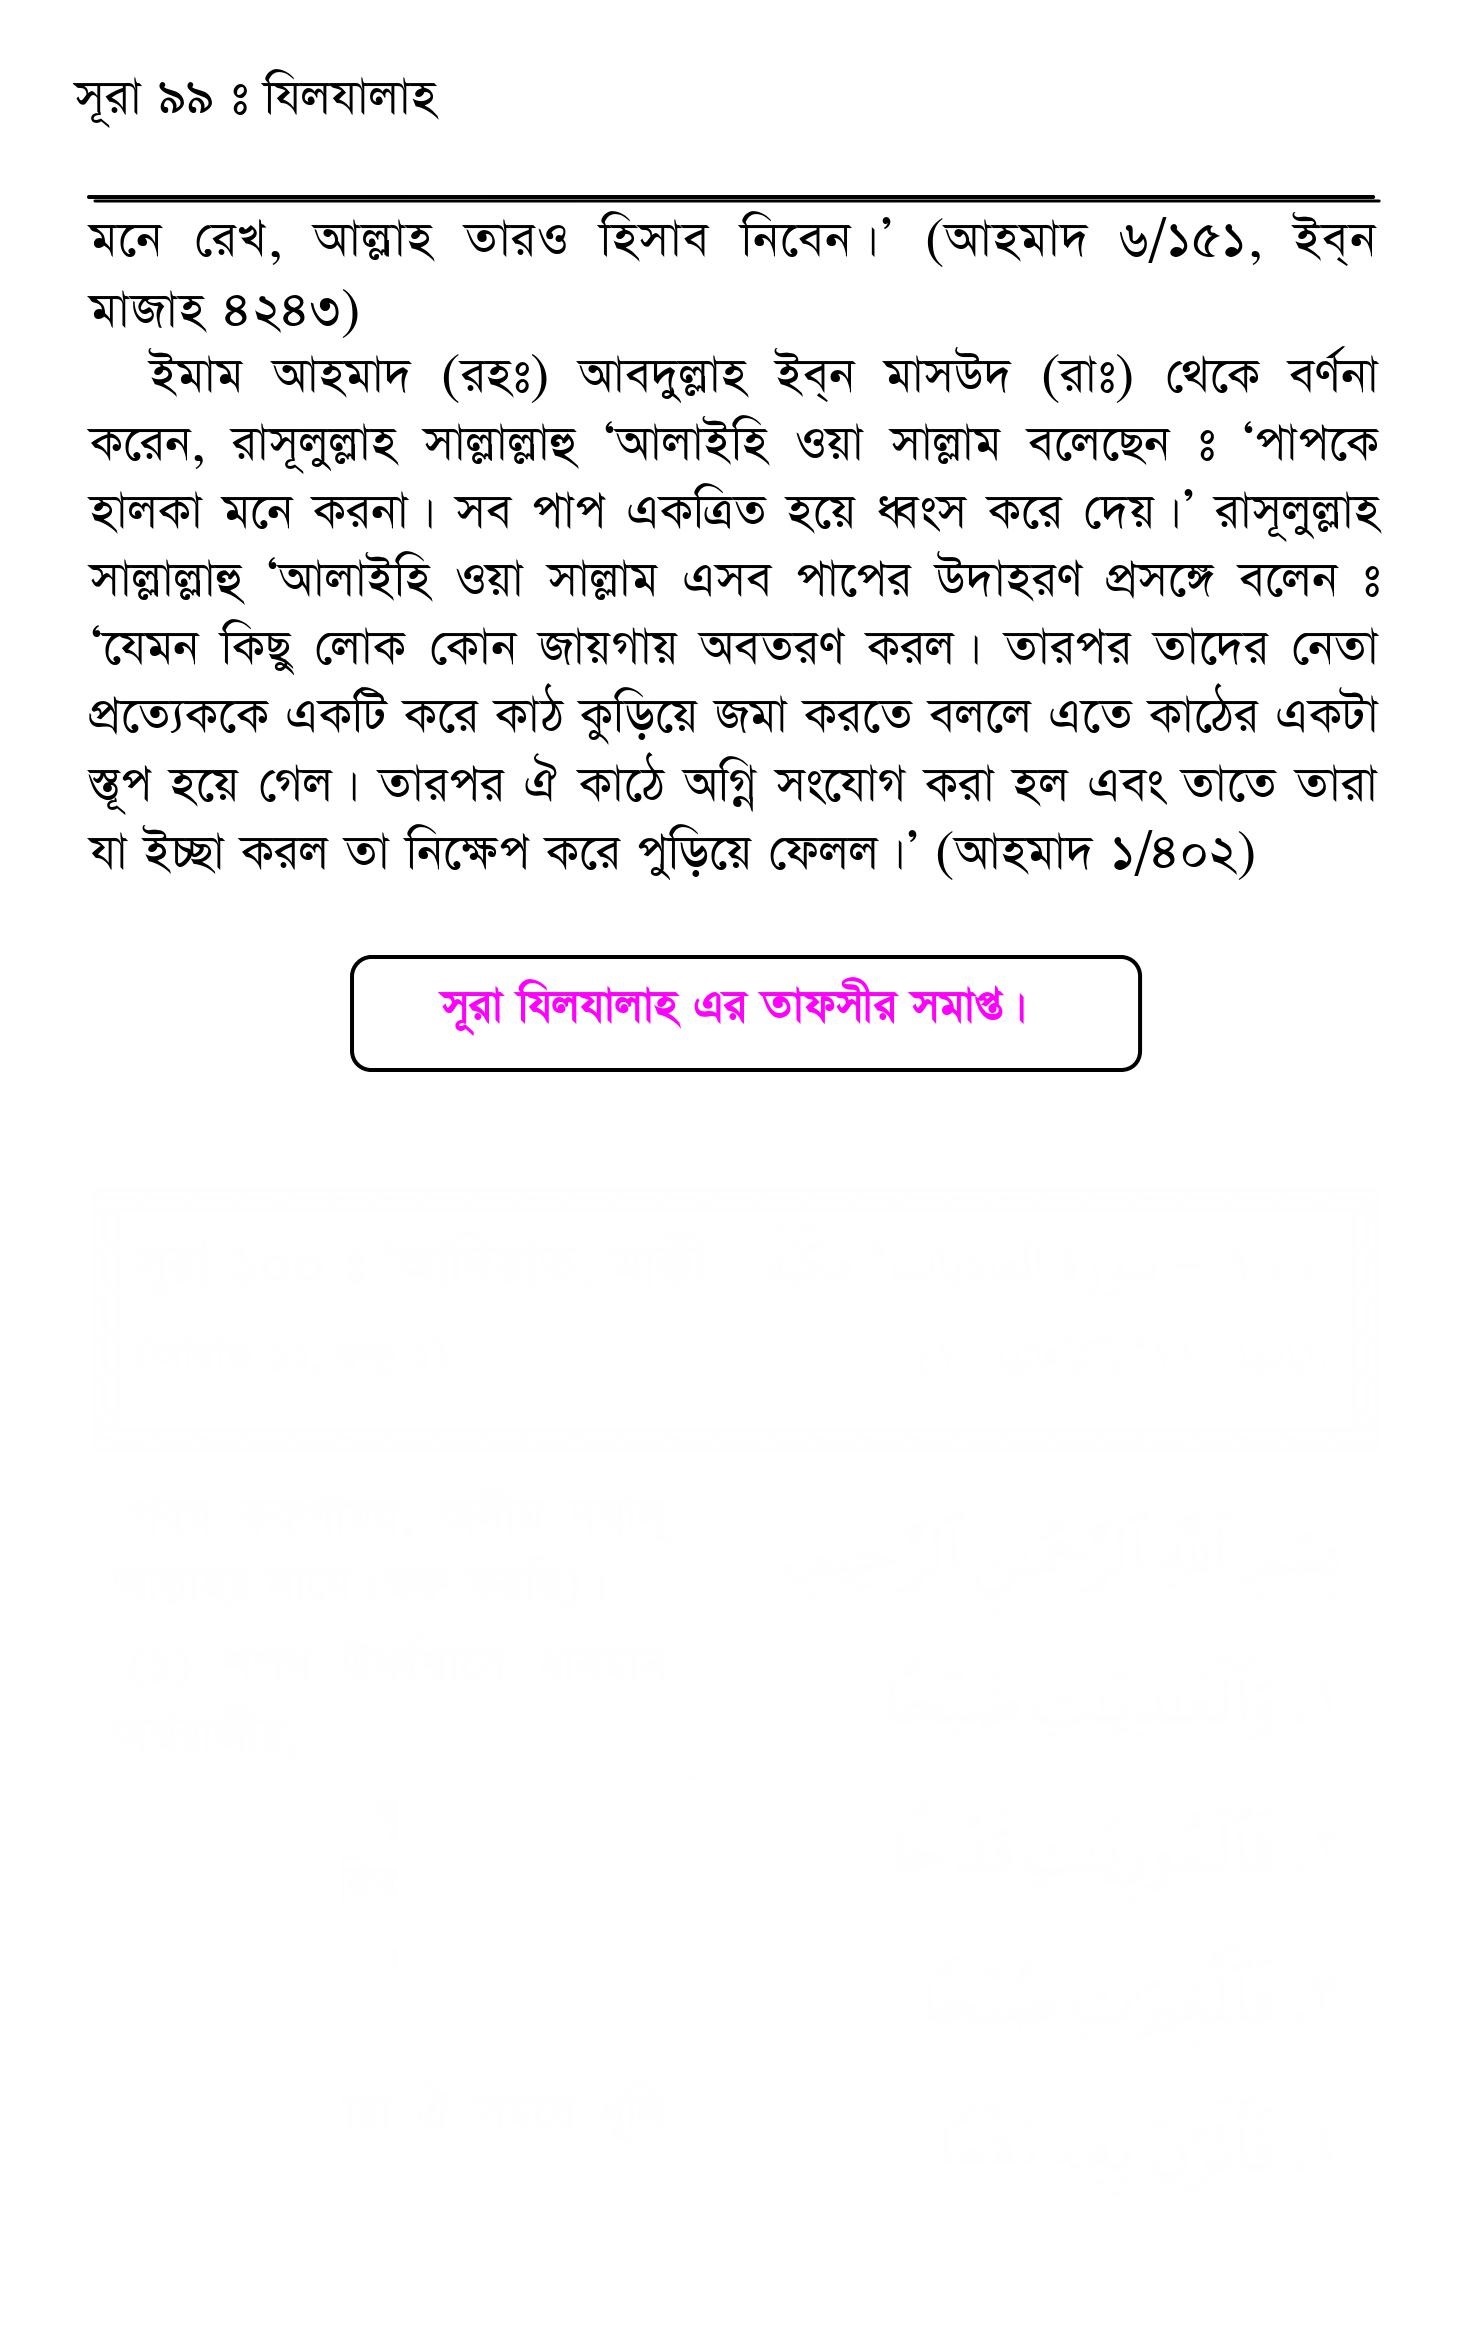 সূরা ৯৯ ঃ যিলযালাহ
মনে রেখ, আল্লাহ তারও হিসাব নিবেন।’ (আহমাদ ৬/১৫১, ইব্‌ন
মাজাহ ৪২৪৩)
ইমাম আহমাদ (রহঃ) আবদুল্লাহ ইব্‌ন মাসউদ (রাঃ) থেকে বর্ণনা
করেন, রাসূলুল্লাহ সাল্লাল্লাহু ‘আলাইহি ওয়া সাল্লাম বলেছেন ঃ ‘পাপকে
হালকা মনে করনা। সব পাপ একত্রিত হয়ে ধ্বংস করে দেয়।’ রাসূলুল্লাহ
সাল্লাল্লাহু ‘আলাইহি ওয়া সাল্লাম এসব পাপের উদাহরণ প্রসঙ্গে বলেন ঃ
‘যেমন কিছু লোক কোন জায়গায় অবতরণ করল। তারপর তাদের নেতা
প্রত্যেককে একটি করে কাঠ কুড়িয়ে জমা করতে বললে এতে কাঠের একটা
স্তূপ হয়ে গেল। তারপর ঐ কাঠে অগ্নি সংযোগ করা হল এবং তাতে তারা
যা ইচ্ছা করল তা নিক্ষেপ করে পুড়িয়ে ফেলল।’ (আহমাদ ১/৪০২)
সূরা যিলযালাহ এর তাফসীর সমাপ্ত।